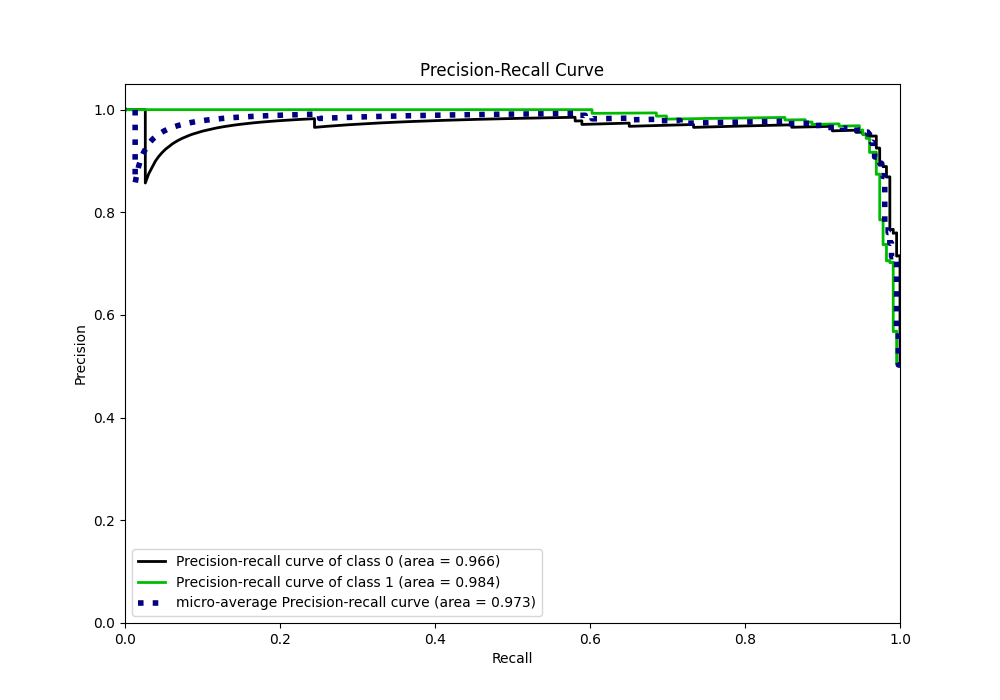 Precision-Recall Curve
1.0
0.8
0.6
0.4
0.2
0.0
Precision
Precision-recall curve of class 0 (area = 0.966)
Precision-recall curve of class 1 (area = 0.984)
micro-average Precision-recall curve (area = 0.973)
0.0 0.2 0.4 0.6 0.8 1.0
Recall